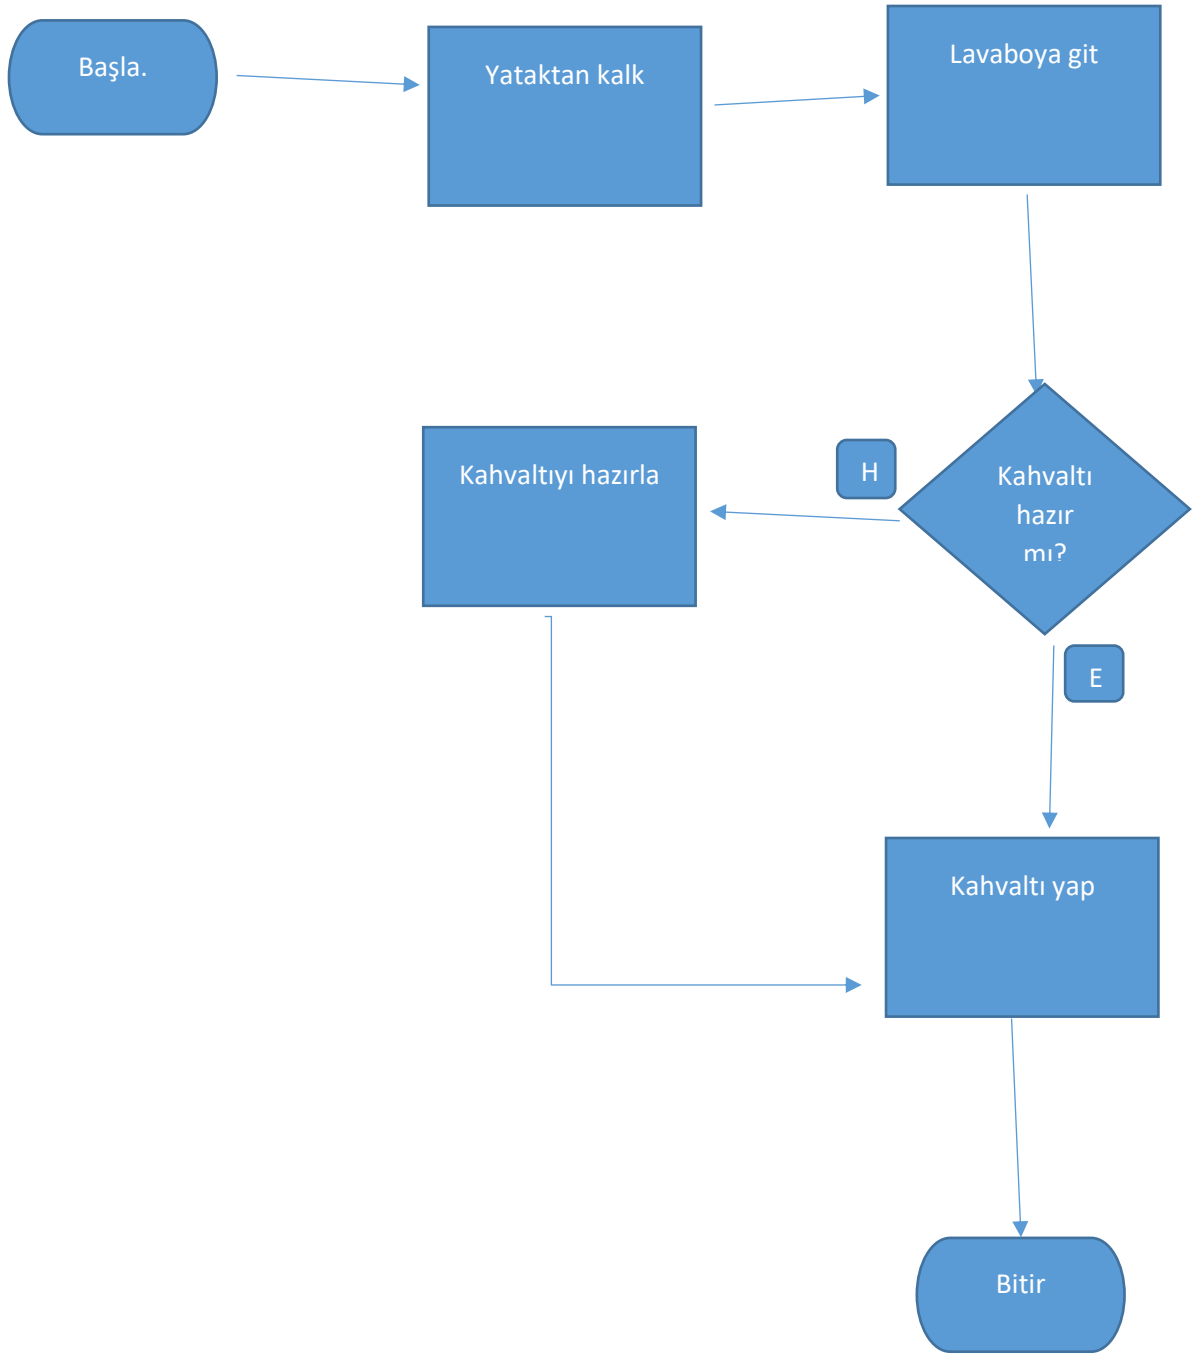 Başla.
Yataktan kalk
Lavaboya git
Kahvaltı
hazır
mı?
H
Kahvaltıyı hazırla
E
Kahvaltı yap
Bitir